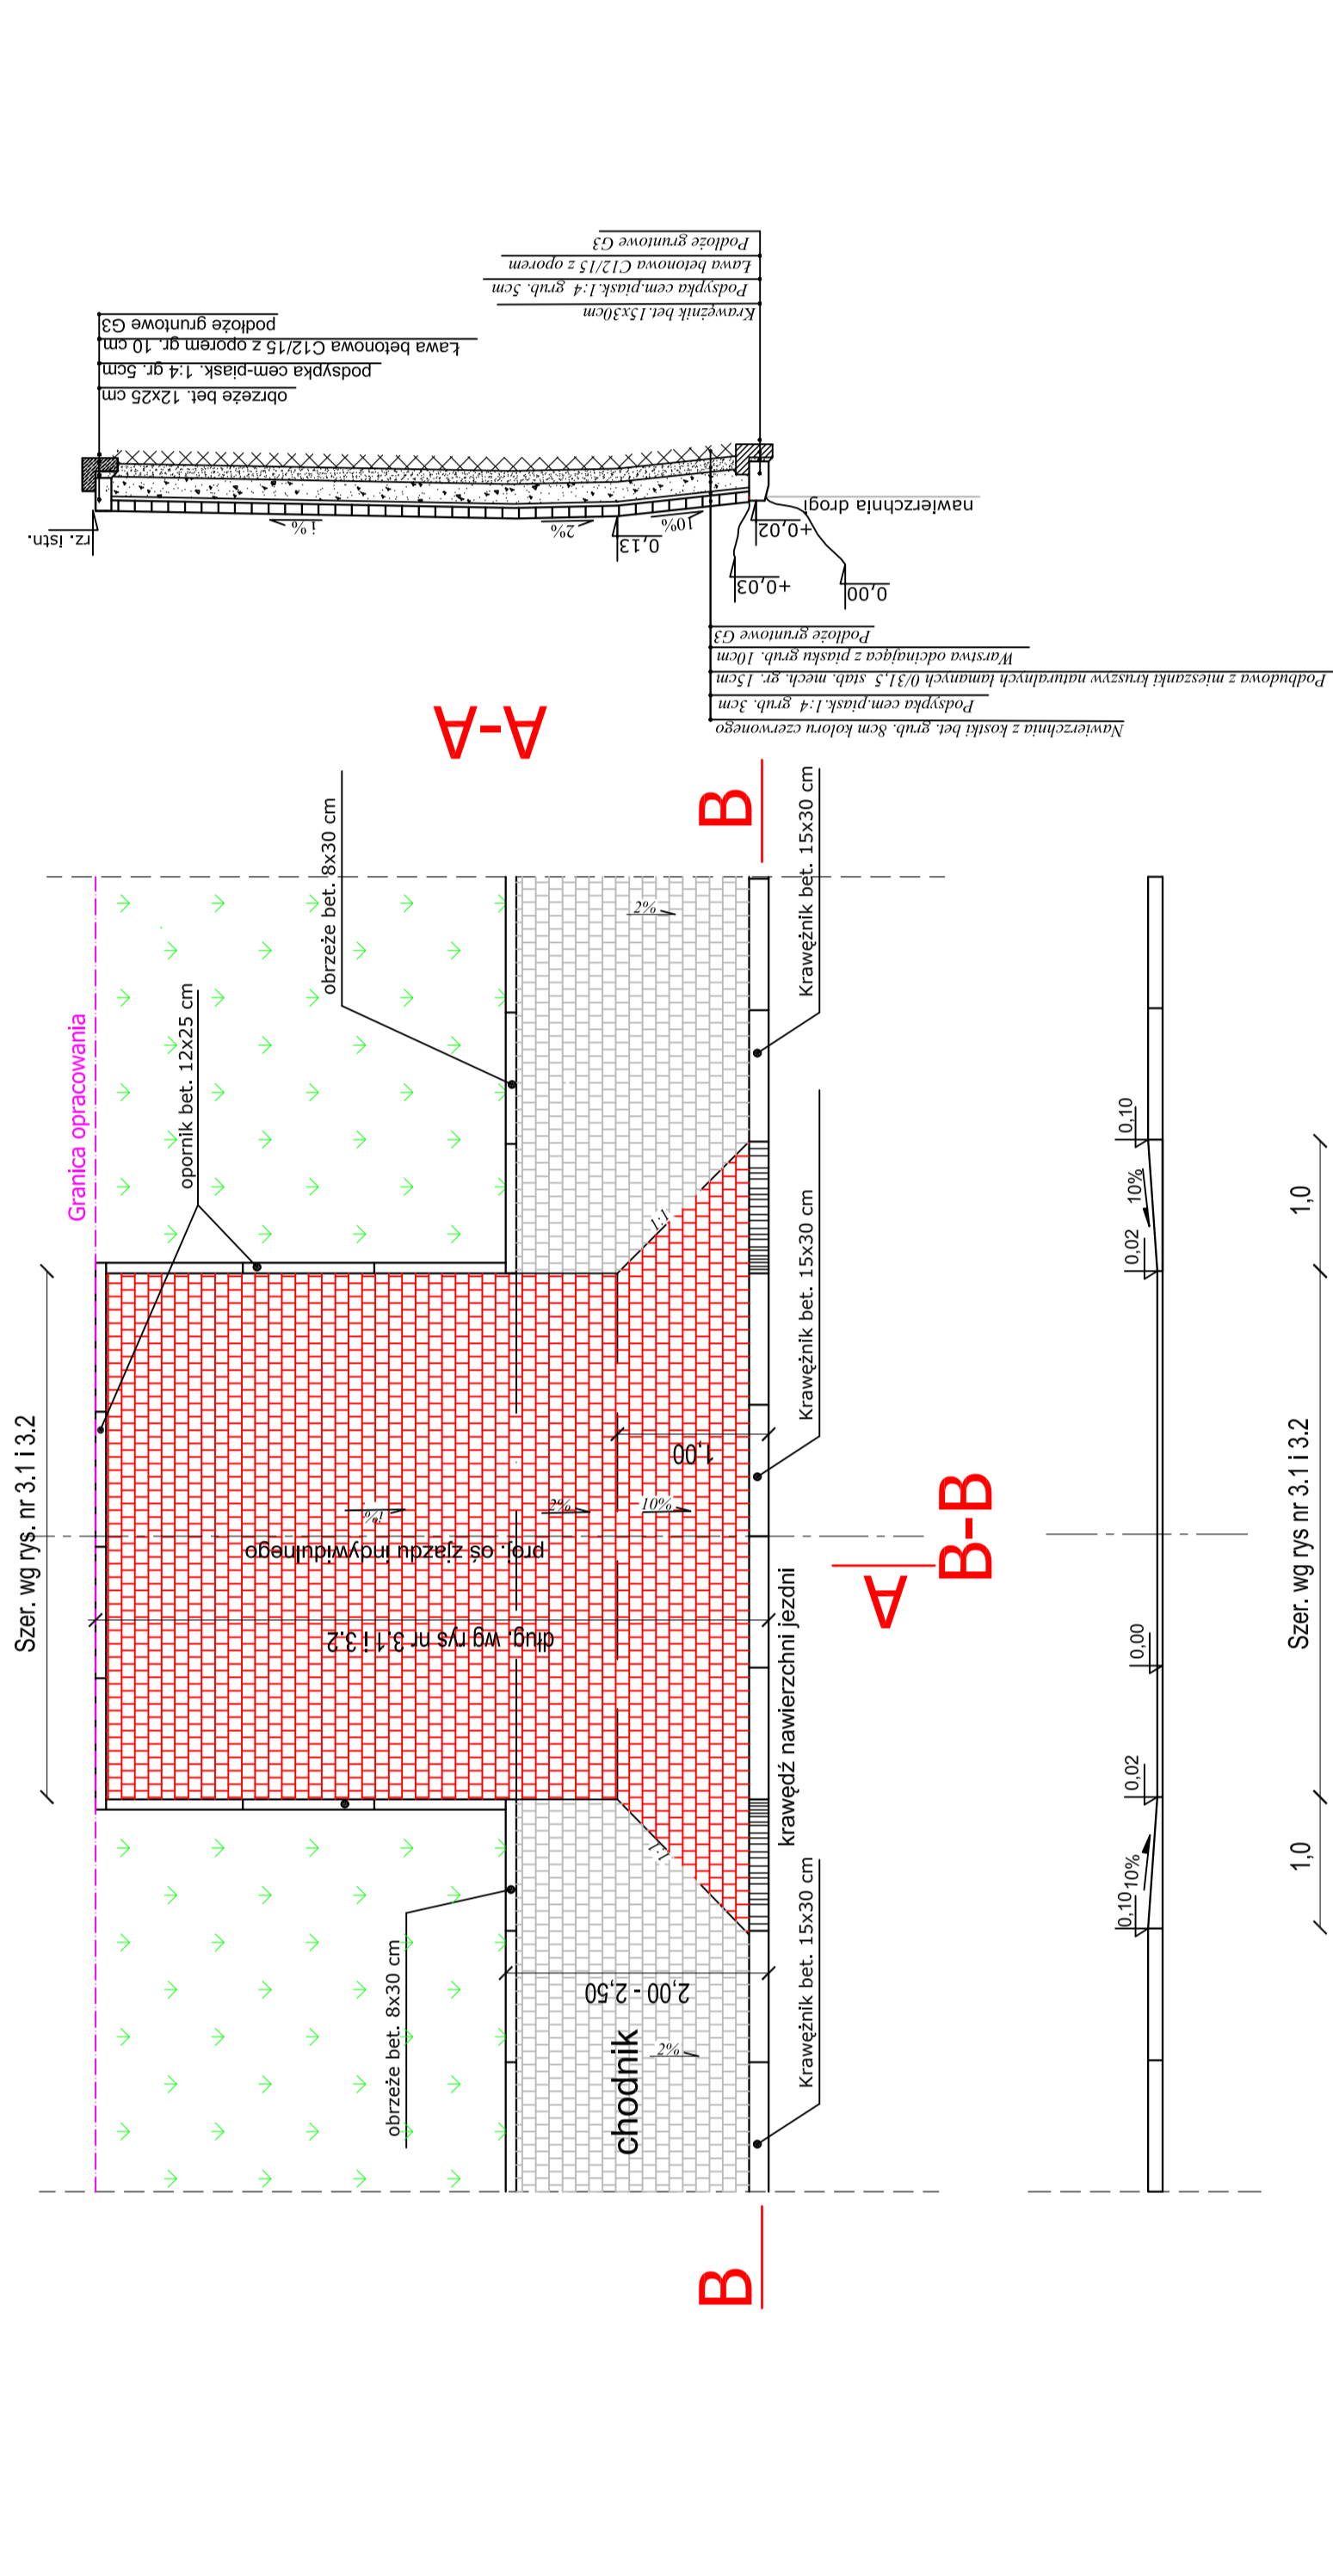 podłoże gruntowe G3
Ława betonowa C12/15 z oporem gr. 10 cm
podsypka cem-piask. 1:4 gr. 5cm
obrzeże bet. 12x25 cm
Podłoże gruntowe G3
Ława betonowa C12/15 z oporem
Podsypka cem.piask.1:4 grub. 5cm
Krawężnik bet.15x30cm
rz. istn.
i%
2%
0,13
10%
+0,02
+0,03
0,00
nawierzchnia drogi
Podłoże gruntowe G3
Warstwa odcinająca z piasku grub. 10cm
Podbudowa z mieszanki kruszyw naturalnych łamanych 0/31,5 stab. mech. gr. 15cm
Podsypka cem.piask.1:4 grub. 3cm
Nawierzchnia z kostki bet. grub. 8cm koloru czerwonego
A-A
B
Granica opracowania
opornik bet. 12x25 cm
obrzeże bet. 8x30 cm
Krawężnik bet. 15x30 cm
2%
1:1
Szer. wg rys. nr 3.1 i 3.2
Krawężnik bet. 15x30 cm
1,00
i%
2%
10%
proj. oś zjazdu indywidulnego
dług. wg rys nr 3.1 i 3.2
krawędź nawierzchni jezdni
A
B-B
1:1
obrzeże bet. 8x30 cm
2,00 - 2,50
chodnik
2%
Krawężnik bet. 15x30 cm
B
0,10
10%
0,02
0,00
0,02
10%
0,10
1,0
Szer. wg rys nr 3.1 i 3.2
1,0